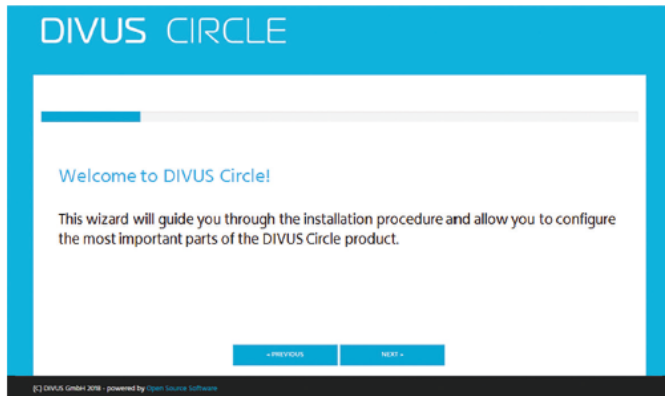 DIVUS CIRCLE
Welcome to DIVUS Circle!
This wizard will guide you through the installation procedure and allow you to configure
the most important parts of the DIVUS Circle product.
« PREVIOUS
NEXT »
(C) DIVUS GmbH 2018 - powered by Open Source Software